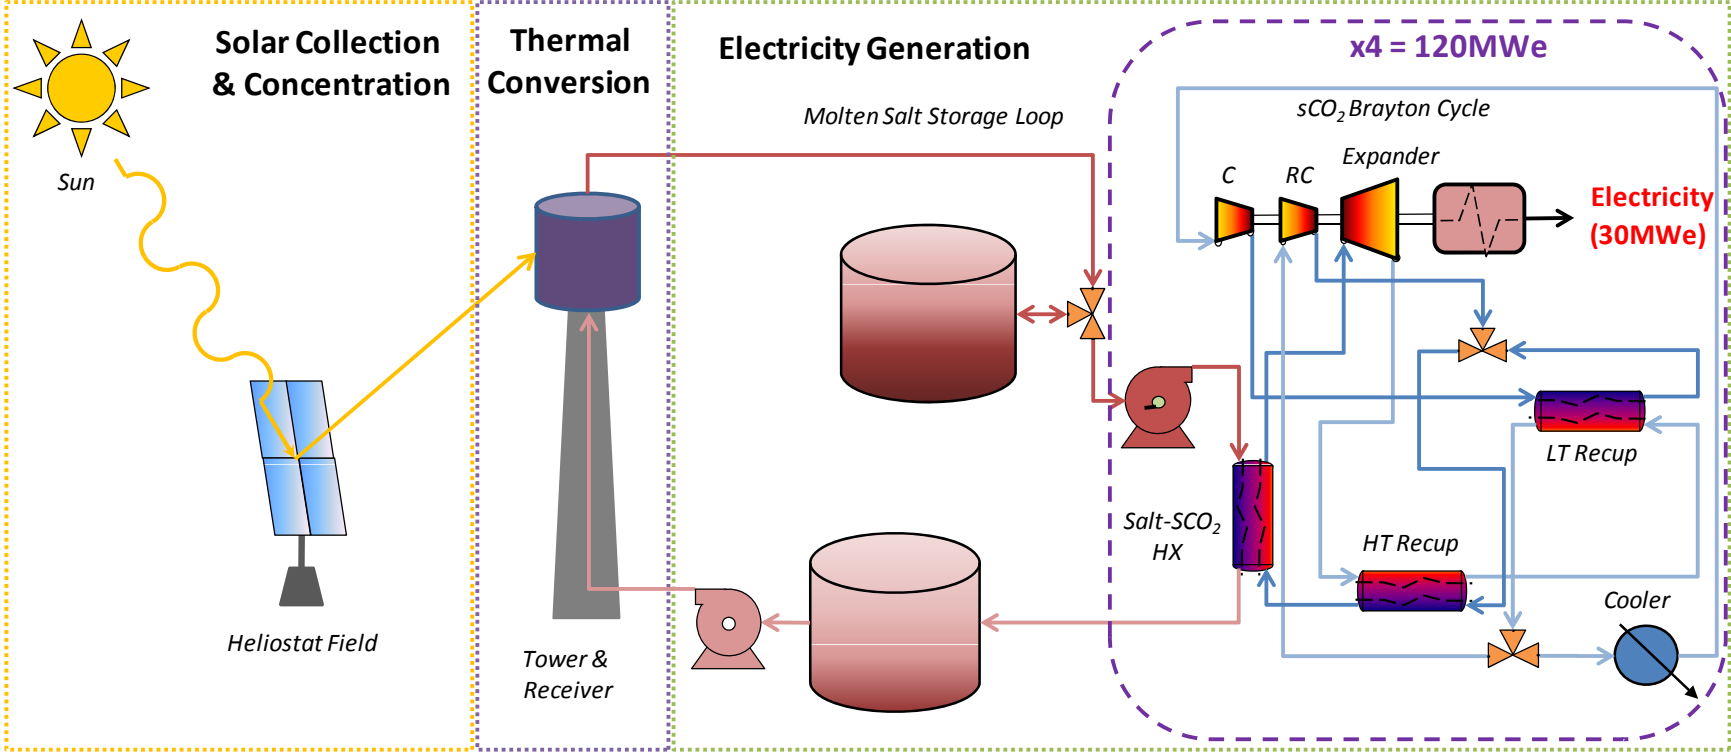 Solar Collection
& Concentration
Sun
Heliostat Field
Thermal
Conversion
Tower &
Receiver
Electricity Generation
Molten Salt Storage Loop
x4 = 120MWe
sCO₂ Brayton Cycle
Expander
C
RC
Electricity
(30MWe)
LT Recup
Salt-SCO₂
HX
HT Recup
Cooler